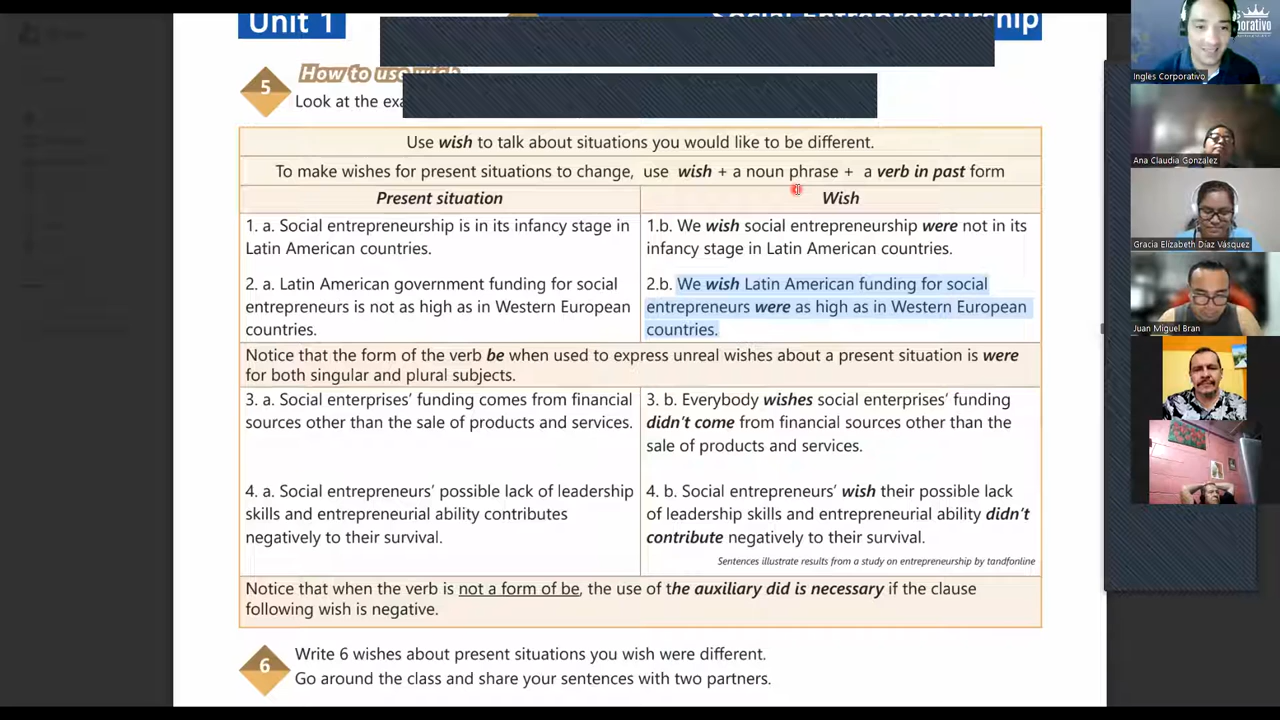 Unit 1
Social Entrepreneurship
How to use wish
5
Look at the
Use wish to talk about situations you would like to be different.
To make wishes for present situations to change, use wish + a noun phrase + a verb in past form
Present situation
Wish
1. a. Social entrepreneurship is in its infancy stage in
Latin American countries.
1.b. We wish social entrepreneurship were not in its
infancy stage in Latin American countries.
2. a. Latin American government funding for social
entrepreneurs is not as high as in Western European
countries.
2.b. We wish Latin American funding for social
entrepreneurs were as high as in Western European
countries.
Notice that the form of the verb be when used to express unreal wishes about a present situation is were
for both singular and plural subjects.
3. a. Social enterprises’ funding comes from financial
sources other than the sale of products and services.
3. b. Everybody wishes social enterprises’ funding
didn’t come from financial sources other than the
sale of products and services.
4. a. Social entrepreneurs’ possible lack of leadership
skills and entrepreneurial ability contributes
negatively to their survival.
4. b. Social entrepreneurs’ wish their possible lack
of leadership skills and entrepreneurial ability didn’t
contribute negatively to their survival.
Sentences illustrate results from a study on entrepreneurship by tandfonline
Notice that when the verb is not a form of be, the use of the auxiliary did is necessary if the clause
following wish is negative.
6
Write 6 wishes about present situations you wish were different.
Go around the class and share your sentences with two partners.
Ingles Corporativo
Ana Claudia Gonzalez
Gracia Elizabeth Díaz Vásquez
Juan Miguel Bran